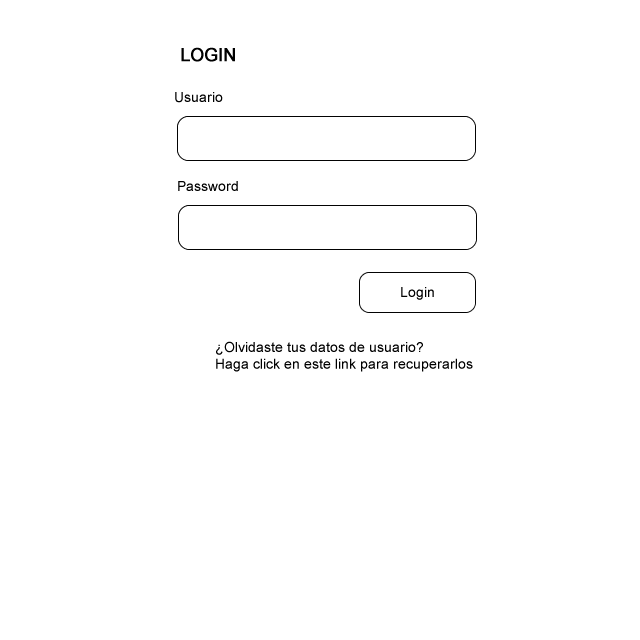 LOGIN
Usuario
Password
Login
¿Olvidaste tus datos de usuario?
Haga click en este link para recuperarlos